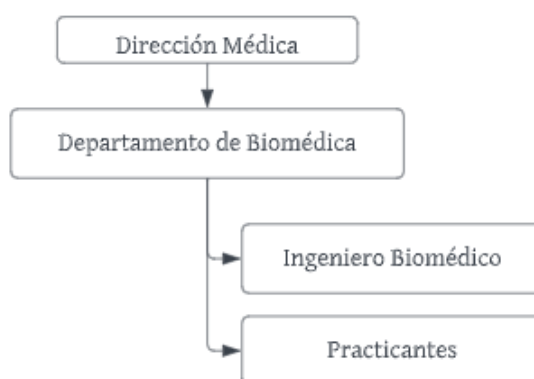 Dirección Médica
Departamento de Biomédica
Ingeniero Biomédico
Practicantes